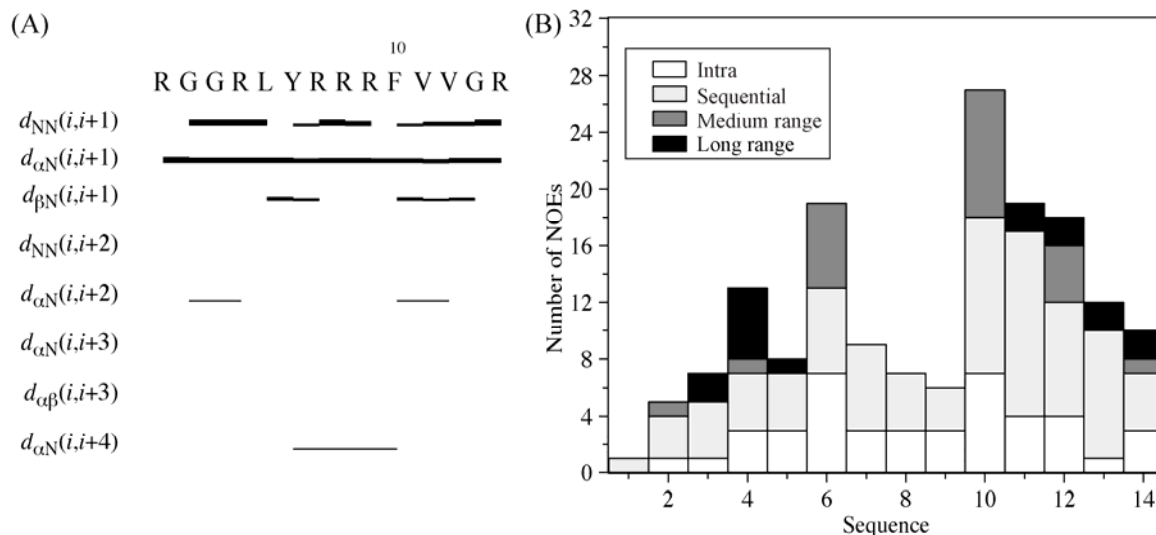 (A)
10
R G G R L Y R R R F V V G R
dNN(i,i+1)
dαN(i,i+1)
dβN(i,i+1)
dNN(i,i+2)
dαN(i,i+2)
dαN(i,i+3)
dαβ(i,i+3)
dαN(i,i+4)
(B)
32
28
24
20
16
12
8
4
0
Number of NOEs
Intra
Sequential
Medium range
Long range
2 4 6 8 10 12 14
Sequence